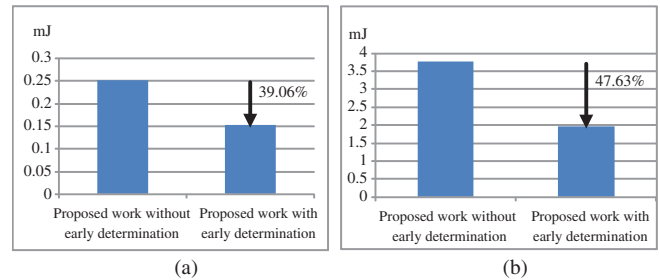 mJ
0.3
0.25
0.2
0.15
0.1
0.05
0
39.06%
Proposed work without
early determination
Proposed work with
early determination
(a)
mJ
4
3.5
3
2.5
2
1.5
1
0.5
0
47.63%
Proposed work without
early determination
Proposed work with
early determination
(b)